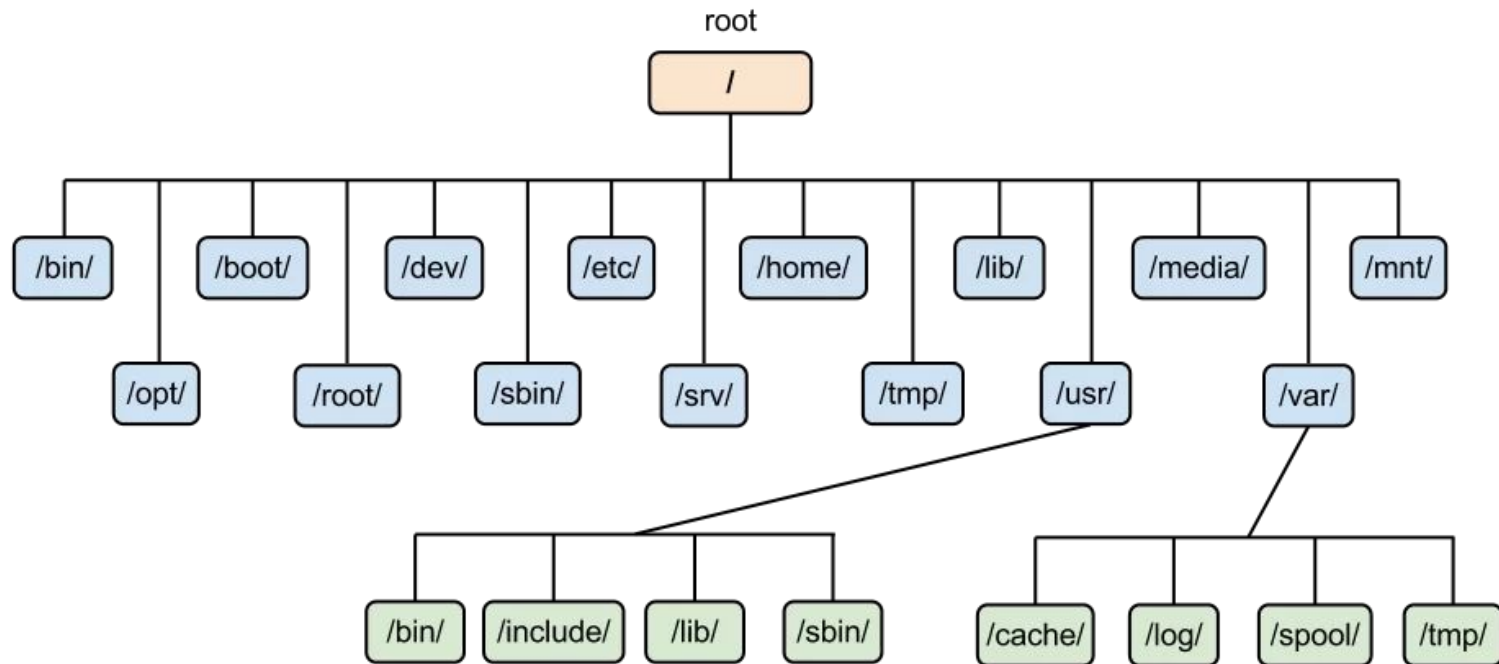 root
/
/bin/
/boot/
/dev/
/etc/
/home/
/lib/
/media/
/mnt/
/opt/
/root/
/sbin/
/srv/
/tmp/
/usr/
/var/
/bin/
/include/
/lib/
/sbin/
/cache/
/log/
/spool/
/tmp/